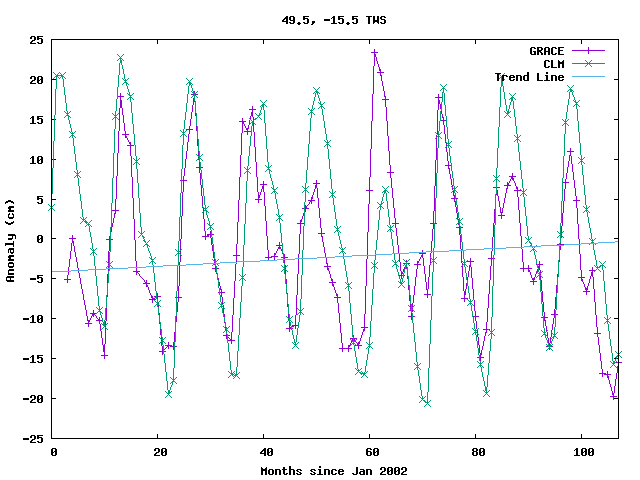 49.5, -15.5 TWS
GRACE
CLM
Trend Line
25
20
15
10
5
0
-5
-10
-15
-20
-25
Anomaly (cm)
0 20 40 60 80 100
Months since Jan 2002